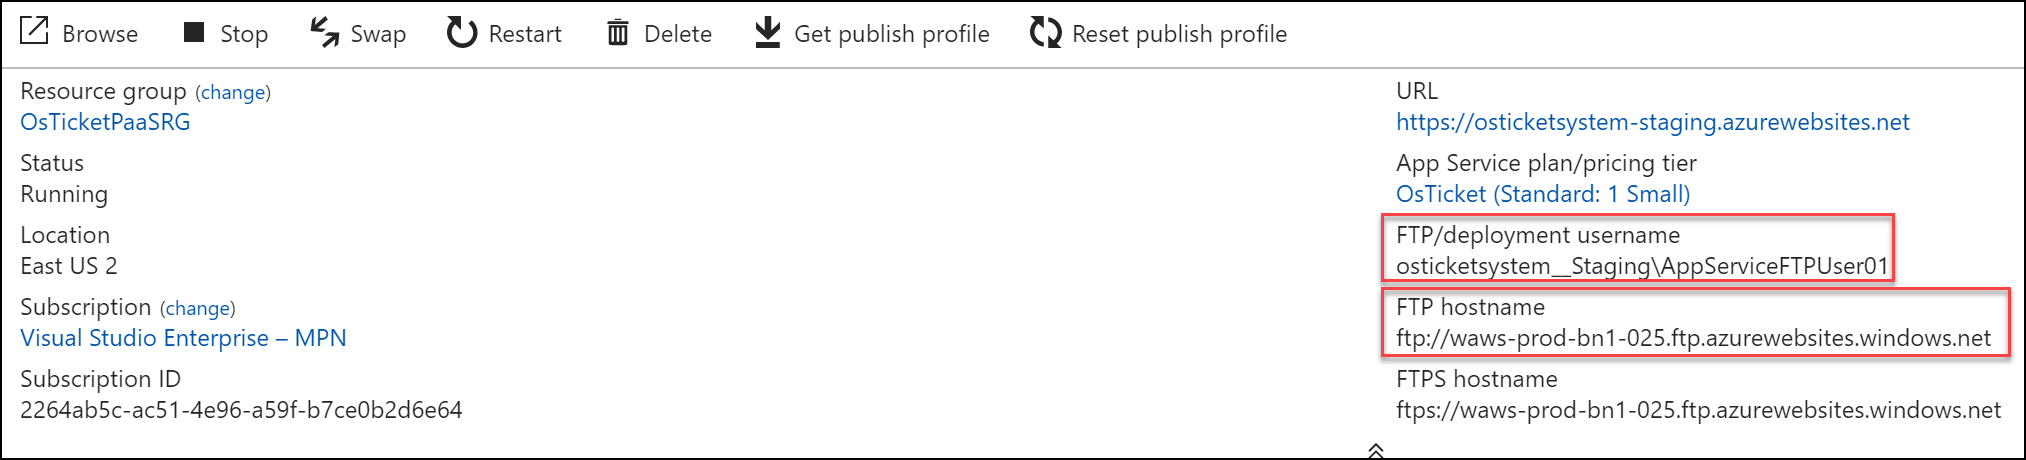 Browse Stop Swap Restart Delete Get publish profile Reset publish profile
Resource group (change)
OsTicketPaaSRG
Status
Running
Location
East US 2
Subscription (change)
Visual Studio Enterprise – MPN
Subscription ID
2264ab5c-ac51-4e96-a59f-b7ce0b2d6e64
URL
https://osticketsystem-staging.azurewebsites.net
App Service plan/pricing tier
OsTicket (Standard: 1 Small)
FTP/deployment username
osticketsystem__Staging\AppServiceFTPUser01
FTP hostname
ftp://waws-prod-bn1-025.ftp.azurewebsites.windows.net
FTPS hostname
ftps://waws-prod-bn1-025.ftp.azurewebsites.windows.net